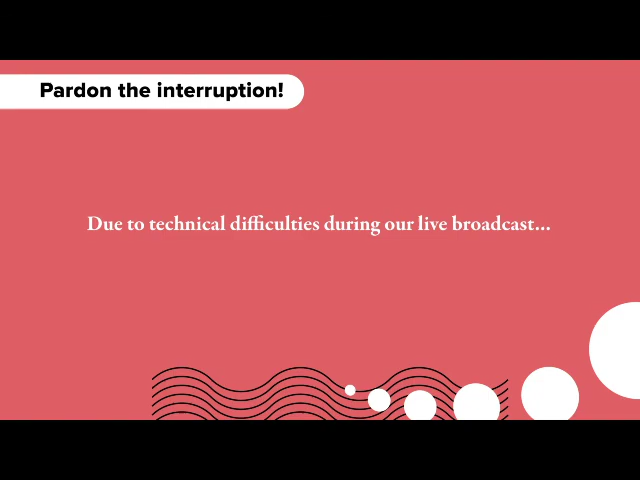 Pardon the interruption!
Due to technical difficulties during our live broadcast...